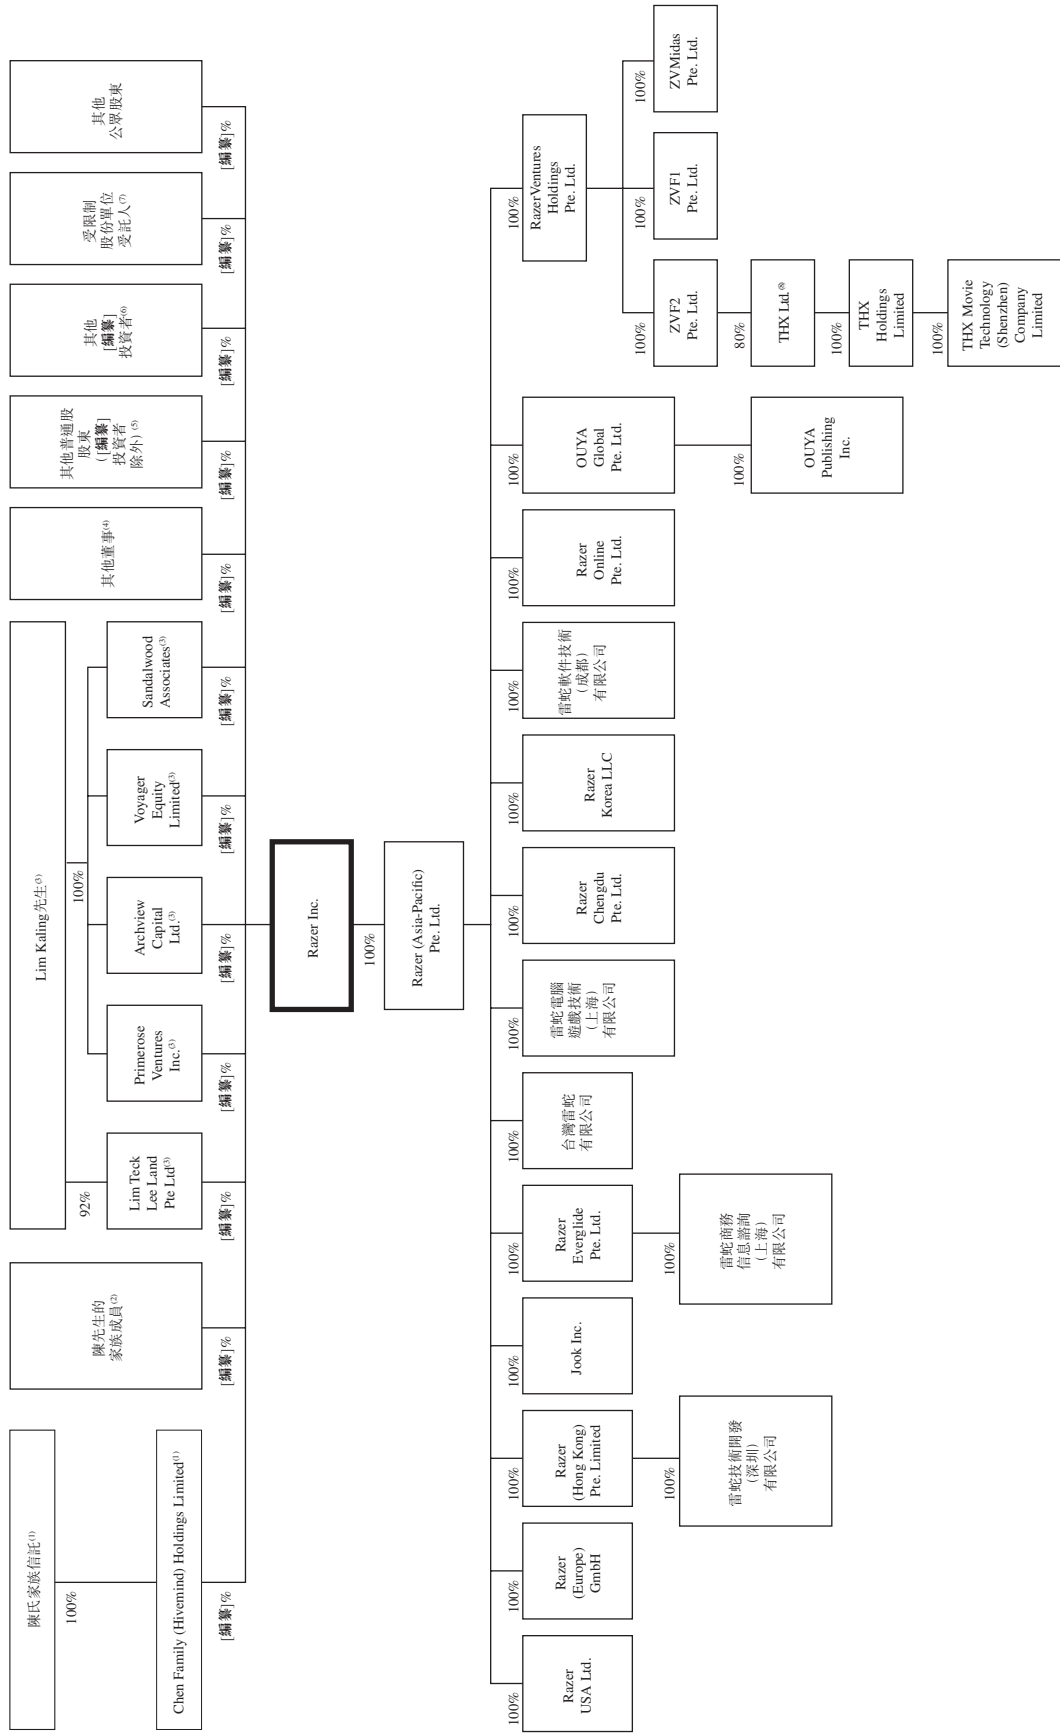 陳氏家族信託(1)
100%
Chen Family (Hivemind) Holdings Limited(1)
[編纂]%
陳先生的
家族成員(2)
[編纂]%
Lim Kaling先生(3)
92%
100%
Lim Teck
Lee Land
Pte Ltd(3)
[編纂]%
Primerose
Ventures
Inc.(3)
[編纂]%
Archview
Capital
Ltd.(3)
[編纂]%
Voyager
Equity
Limited(3)
[編纂]%
Sandalwood
Associates(3)
[編纂]%
其他董事(4)
[編纂]%
其他普通股
股東
([編纂]
投資者
除外)(5)
[編纂]%
其他
[編纂]
投資者(6)
[編纂]%
受限制
股份單位
受託人(7)
[編纂]%
其他
公眾股東
[編纂]%
Razer Inc.
100%
Razer (Asia-Pacific)
Pte. Ltd.
100%
Razer
USA Ltd.
100%
Razer
(Europe)
GmbH
100%
Razer
(Hong Kong)
Pte. Limited
100%
雷蛇技術開發
(深圳)
有限公司
100%
Jook Inc.
100%
Razer
Everglide
Pte. Ltd.
100%
雷蛇商務
信息諮詢
(上海)
有限公司
100%
台灣雷蛇
有限公司
100%
雷蛇電腦
遊戲技術
(上海)
有限公司
100%
Razer
Chengdu
Pte. Ltd.
100%
Razer
Korea LLC
100%
雷蛇軟件技術
(成都)
有限公司
100%
Razer
Online
Pte. Ltd.
100%
OUYA
Global
Pte. Ltd.
100%
OUYA
Publishing
Inc.
100%
RazerVentures
Holdings
Pte. Ltd.
100%
ZVF2
Pte. Ltd.
80%
THX Ltd.(8)
100%
THX
Holdings
Limited
100%
THX Movie
Technology
(Shenzhen)
Company
Limited
100%
ZVF1
Pte. Ltd.
100%
ZVMidas
Pte. Ltd.